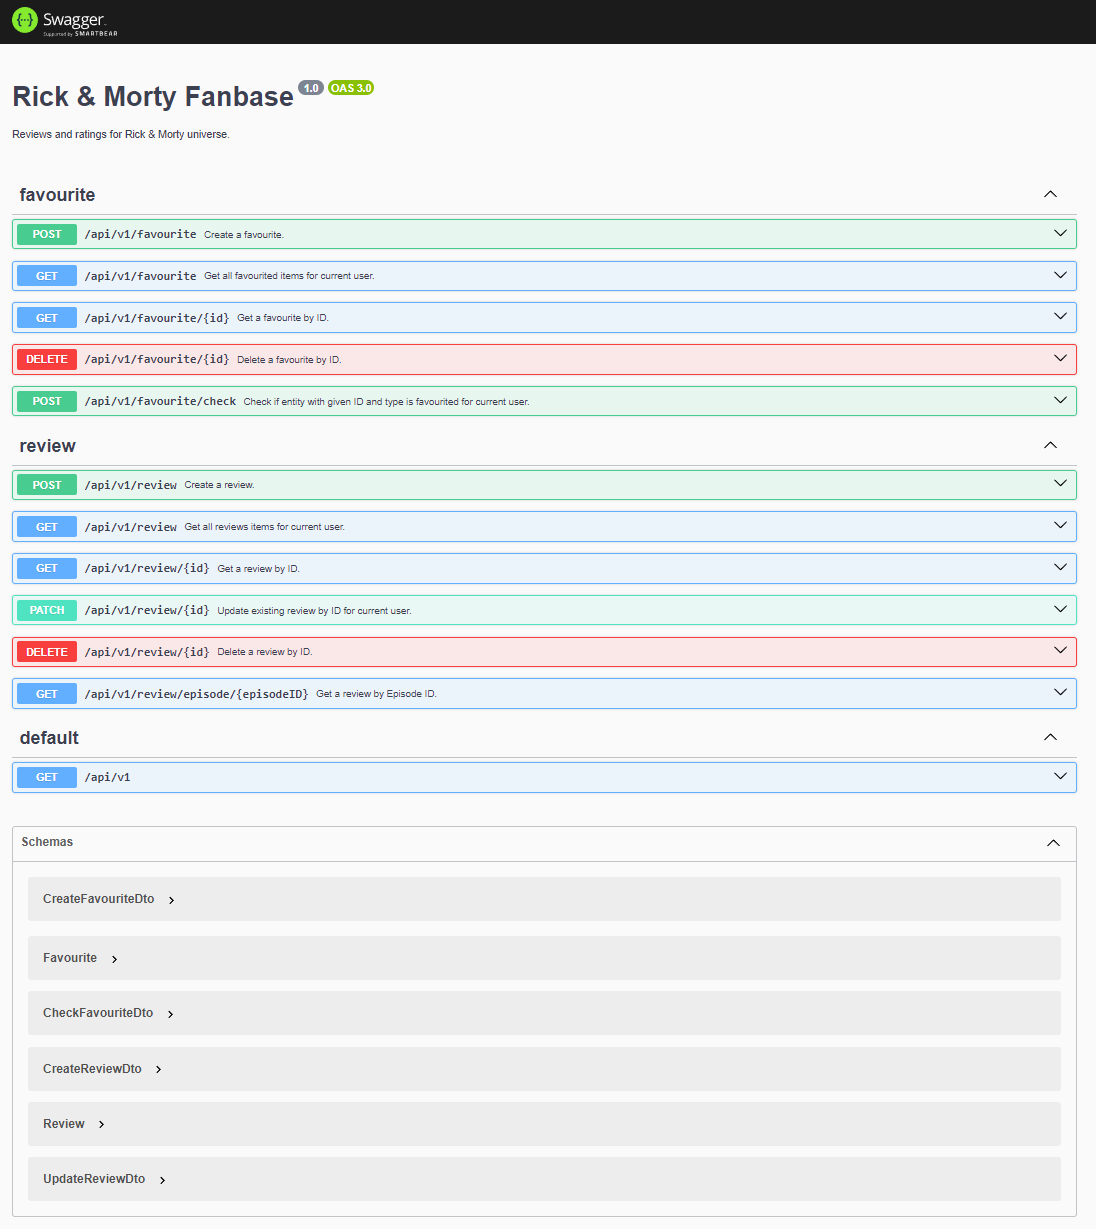 Swagger.
Supported by SMARTBEAR
Rick & Morty Fanbase 1.0 OAS 3.0
Reviews and ratings for Rick & Morty universe.
favourite
POST /api/v1/favourite Create a favourite.
GET /api/v1/favourite Get all favourited items for current user.
GET /api/v1/favourite/{id} Get a favourite by ID.
DELETE /api/v1/favourite/{id} Delete a favourite by ID.
POST /api/v1/favourite/check Check if entity with given ID and type is favourited for current user.
review
POST /api/v1/review Create a review.
GET /api/v1/review Get all reviews items for current user.
GET /api/v1/review/{id} Get a review by ID.
PATCH /api/v1/review/{id} Update existing review by ID for current user.
DELETE /api/v1/review/{id} Delete a review by ID.
GET /api/v1/review/episode/{episodeID} Get a review by Episode ID.
default
GET /api/v1
Schemas
CreateFavouriteDto
Favourite
CheckFavouriteDto
CreateReviewDto
Review
UpdateReviewDto